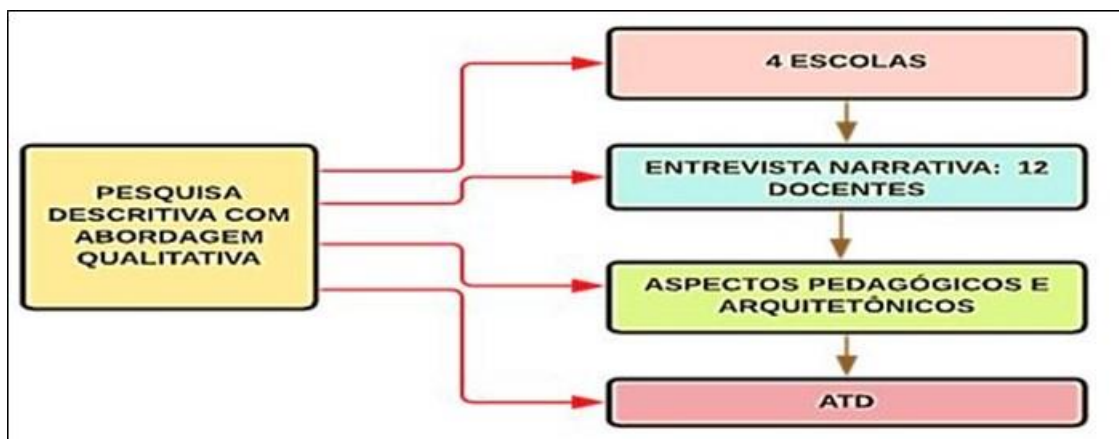 PESQUISA
DESCRITIVA COM
ABORDAGEM
QUALITATIVA
4 ESCOLAS
ENTREVISTA NARRATIVA: 12
DOCENTES
ASPECTOS PEDAGÓGICOS E
ARQUITETÔNICOS
ATD